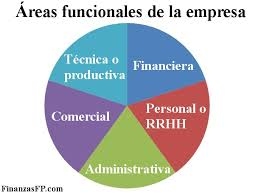 Áreas funcionales de la empresa
Técnica o
productiva
Financiera
Comercial
Personal o
RRHH
Administrativa
FinanzasFP.com